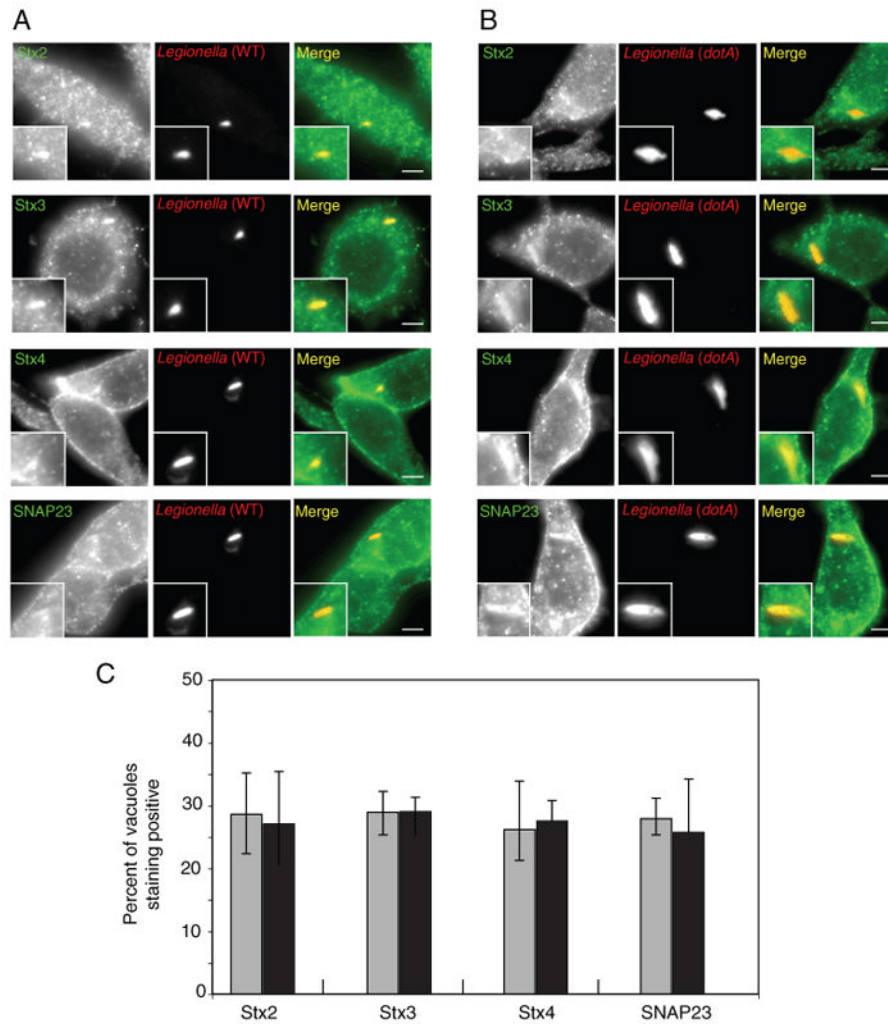 A
Stx2 Legionella (WT) Merge
Stx3 Legionella (WT) Merge
Stx4 Legionella (WT) Merge
SNAP23 Legionella (WT) Merge
B
Stx2 Legionella (dotA) Merge
Stx3 Legionella (dotA) Merge
Stx4 Legionella (dotA) Merge
SNAP23 Legionella (dotA) Merge
C
Percent of vacuoles
staining positive
50
40
30
20
10
0
Stx2 Stx3 Stx4 SNAP23